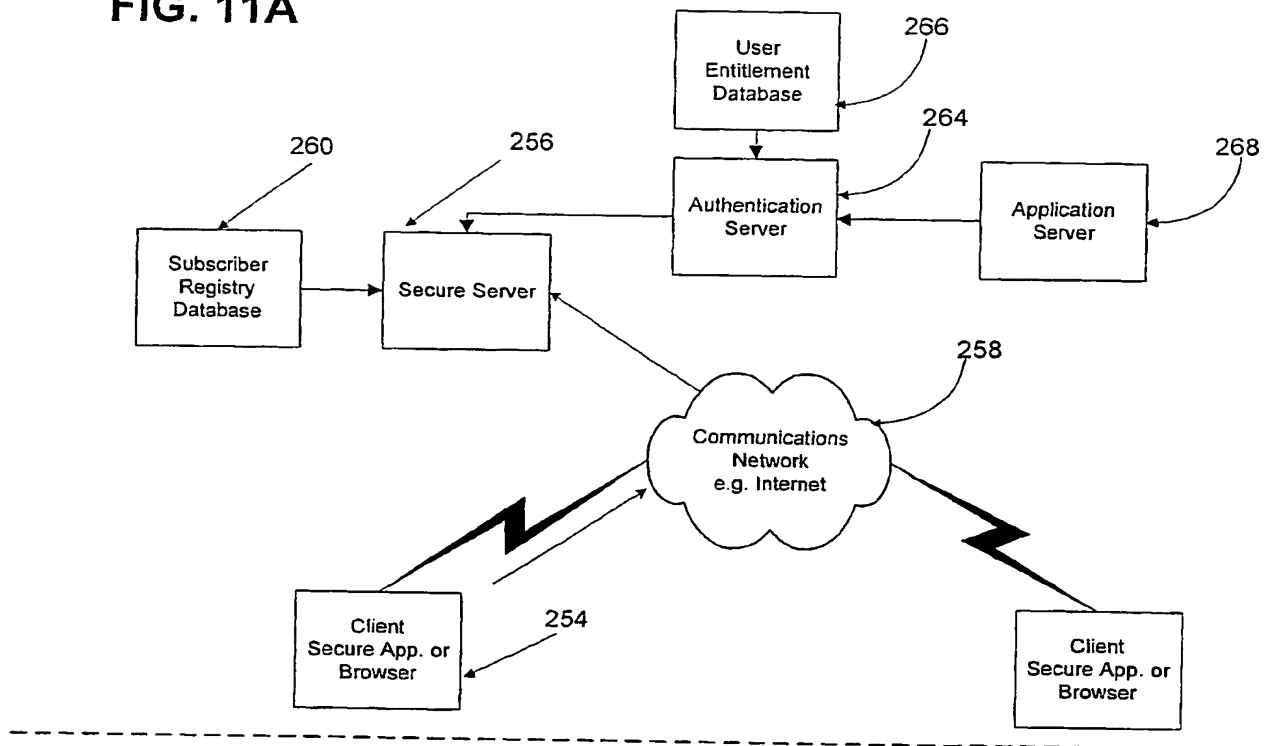 FIG. 11A
User
Entitlement
Database
266
264
260
256
268
Authentication
Server
Application
Server
Subscriber
Registry
Database
Secure Server
258
Communications
Network
e.g. Internet
254
Client
Secure App. or
Browser
Client
Secure App. or
Browser